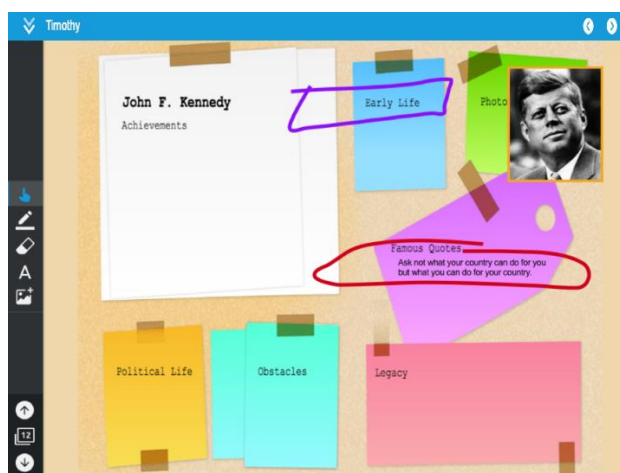 Timothy
John F. Kennedy
Achievements
Early Life
Photo
Famous Quotes
Ask not what your country can do for you
but what you can do for your country.
Political Life
Obstacles
Legacy
A
12